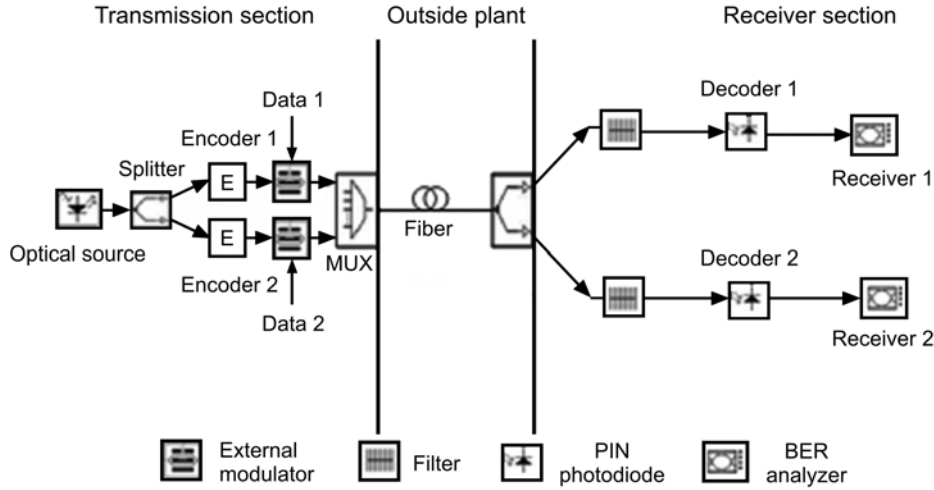 Transmission section
Outside plant
Receiver section
Data 1
Encoder 1
Splitter
E
Optical source
E
Encoder 2
Data 2
MUX
Fiber
Decoder 1
Receiver 1
Decoder 2
Receiver 2
External
modulator
Filter
PIN
photodiode
BER
analyzer